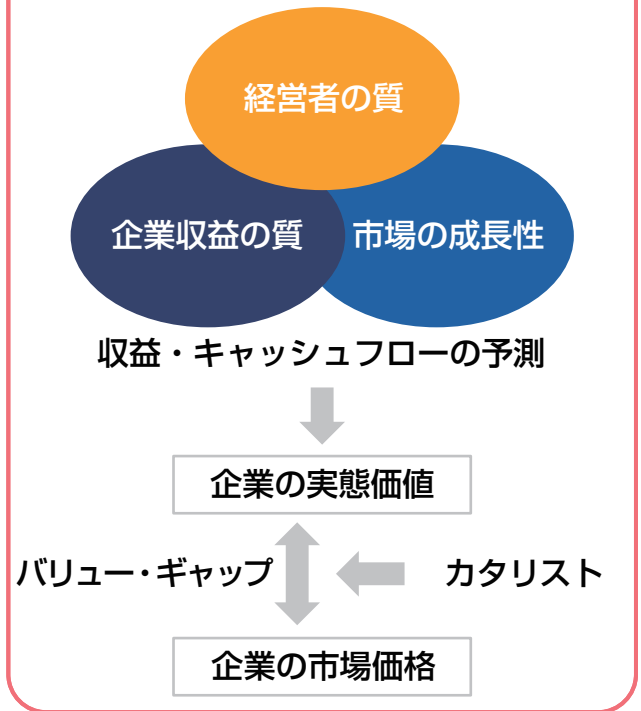 経営者の質
企業収益の質
市場の成長性
収益・キャッシュフローの予測
企業の実態価値
バリュー・ギャップ
カタリスト
企業の市場価格